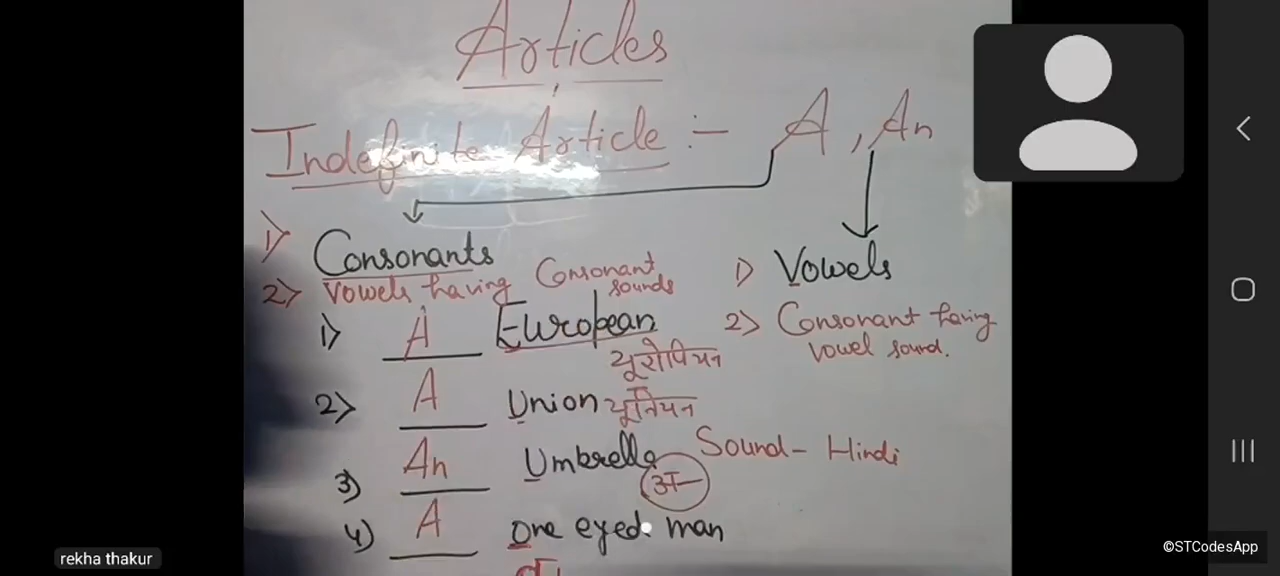 Articles
Indefinite Article :- A, An
1) Consonants
2) Vowels having Consonant sounds
1) Vowels
2) Consonant having vowel sound.
1) A European
यूरोपियन
2) A Union यूनियन
3) An Umbrella
अ
Sound - Hindi
4) A One eyed man
rekha thakur
©STCodesApp